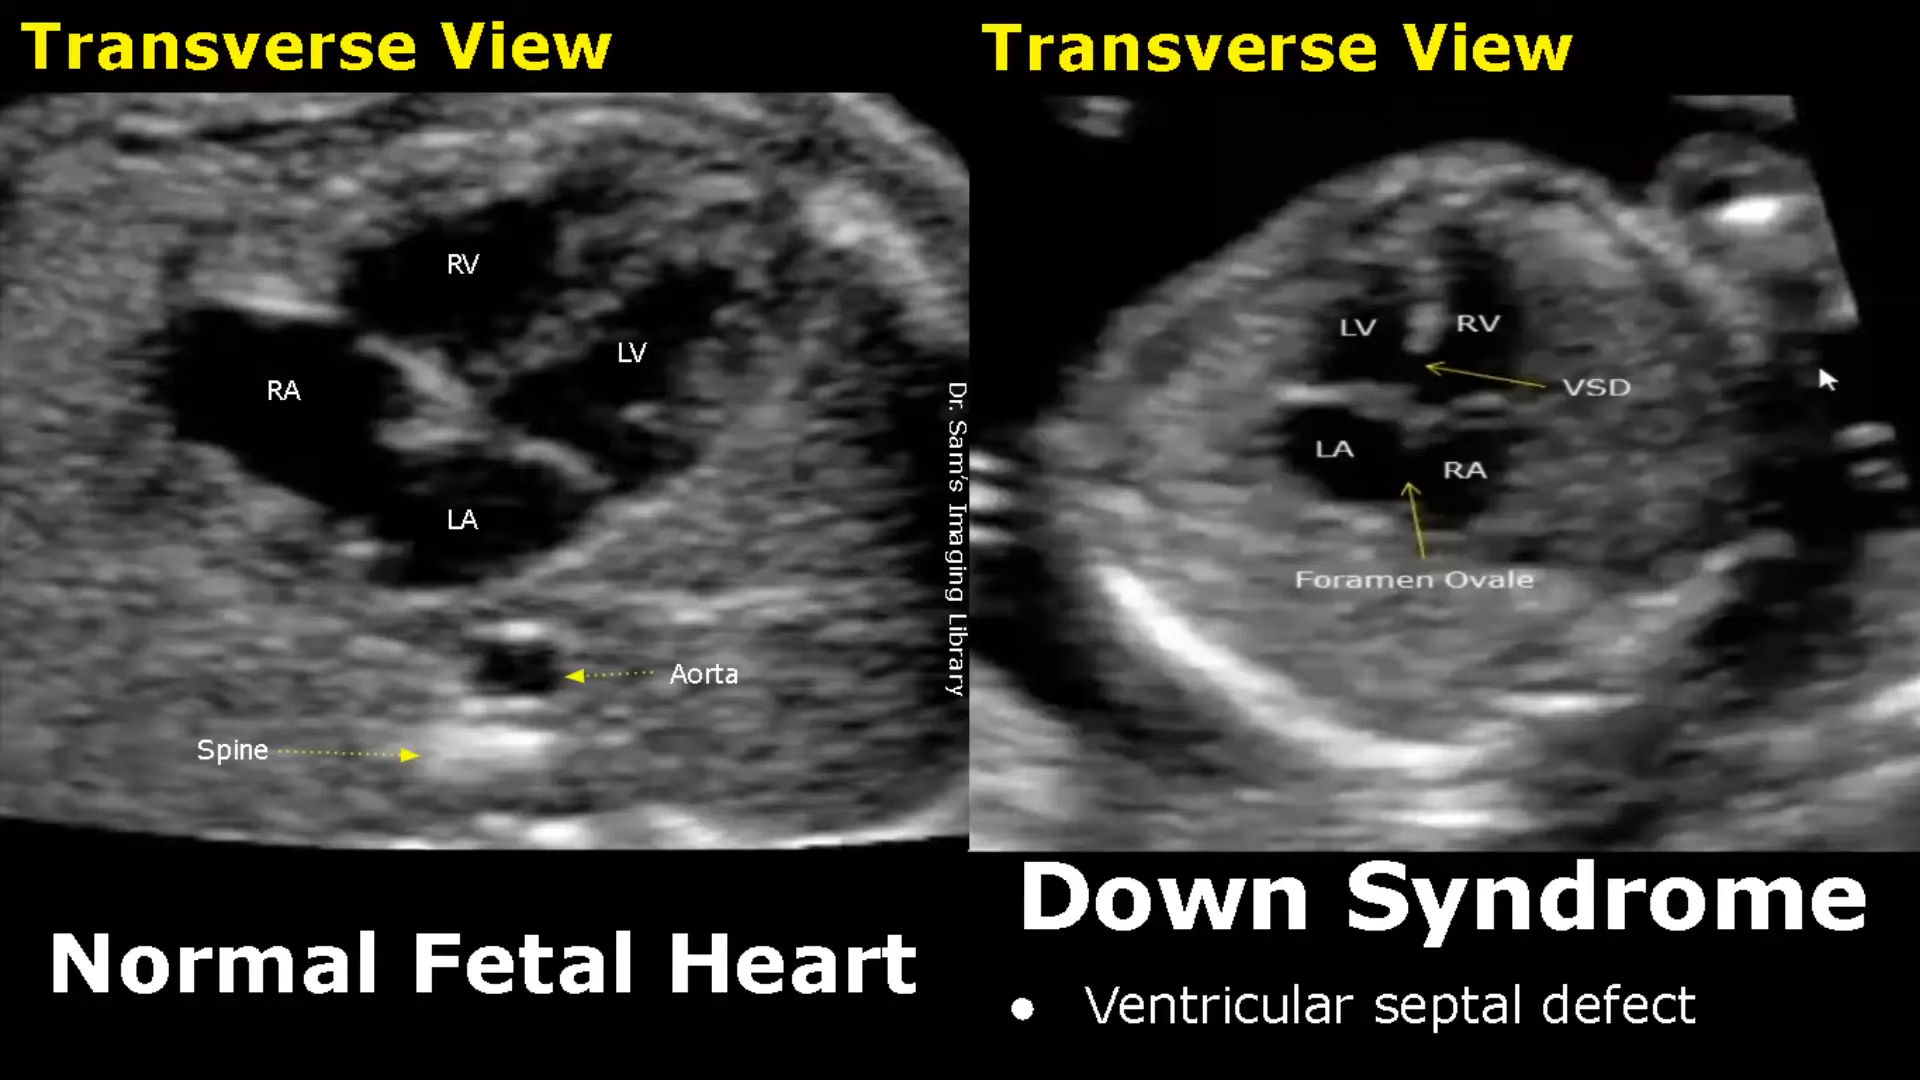 Transverse View
RV
LV
RA
LA
Aorta
Spine
Dr. Sam's Imaging Library
Normal Fetal Heart
Transverse View
LV
RV
VSD
LA
RA
Foramen Ovale
Down Syndrome
● Ventricular septal defect